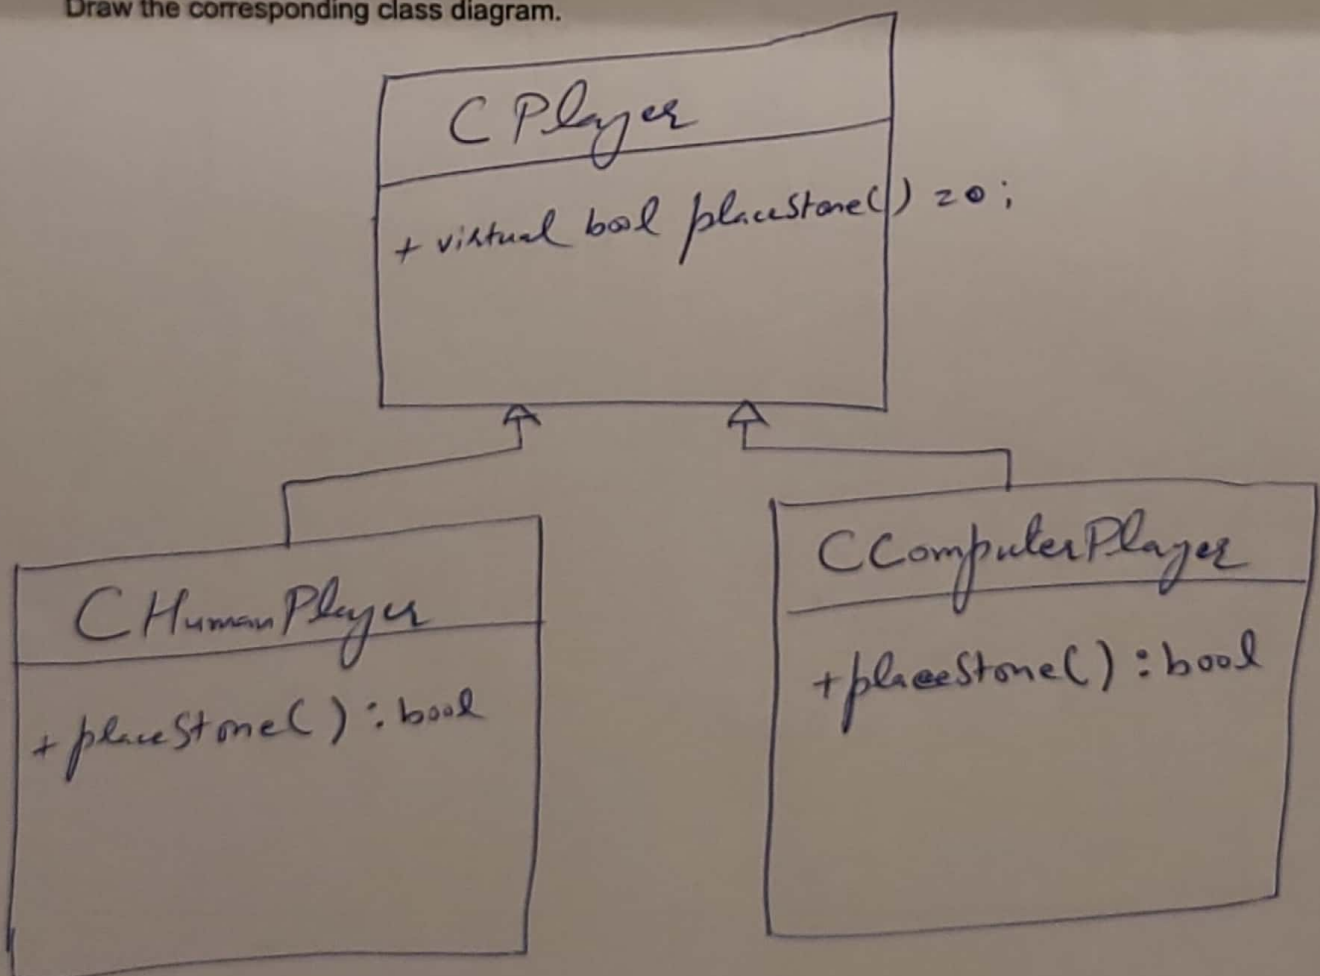 Draw the corresponding class diagram.
CPlayer
+ virtual bool placeStone() = 0;
CHumanPlayer
+ placeStone() : bool
CComputerPlayer
+placeStone() : bool